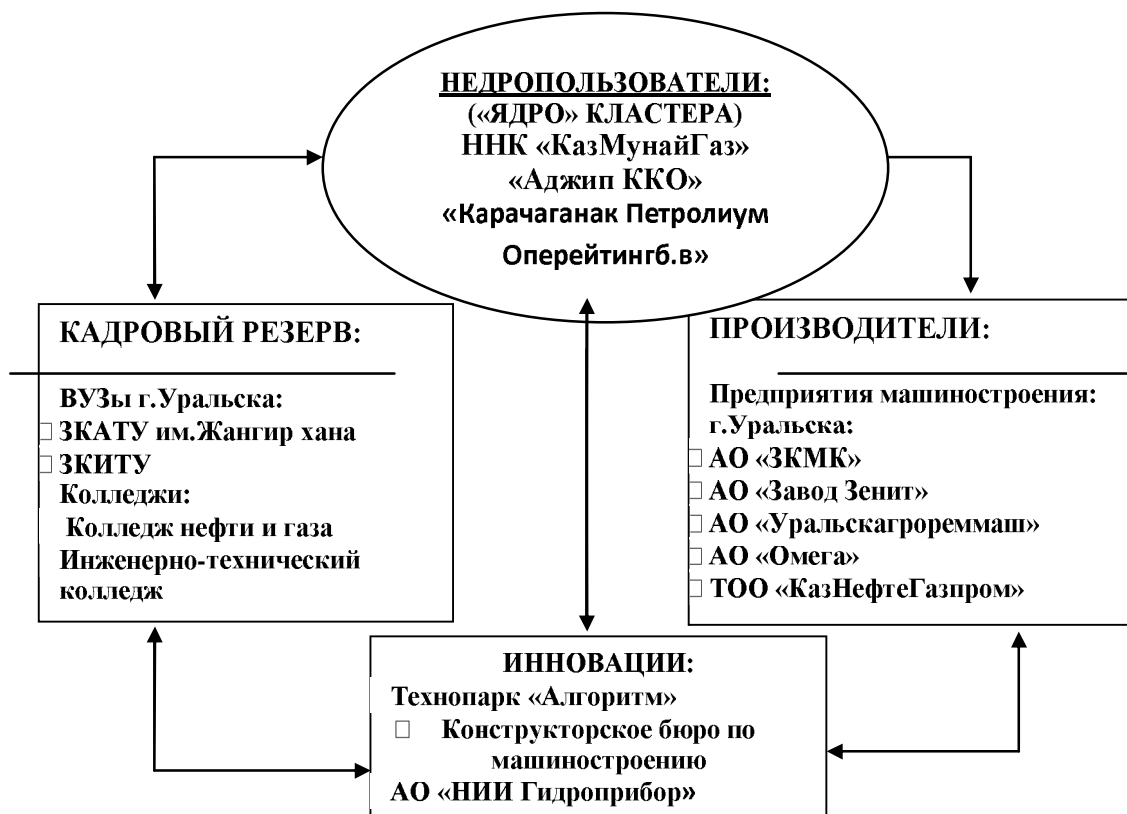 НЕДРОПОЛЬЗОВАТЕЛИ:
(«ЯДРО» КЛАСТЕРА)
ННК «КазМунайГаз»
«Аджип ККО»
«Карачаганак Петролиум
Оперейтингб.в»
КАДРОВЫЙ РЕЗЕРВ:
ВУЗы г.Уральска:
ЗКАТУ им.Жангир хана
ЗКИТУ
Колледжи:
Колледж нефти и газа
Инженерно-технический
колледж
ПРОИЗВОДИТЕЛИ:
Предприятия машиностроения:
г.Уральска:
АО «ЗКМК»
АО «Завод Зенит»
АО «Уральскагрореммаш»
АО «Омега»
ТОО «КазНефтеГазпром»
ИННОВАЦИИ:
Технопарк «Алгоритм»
Конструкторское бюро по
машиностроению
АО «НИИ Гидроприбор»